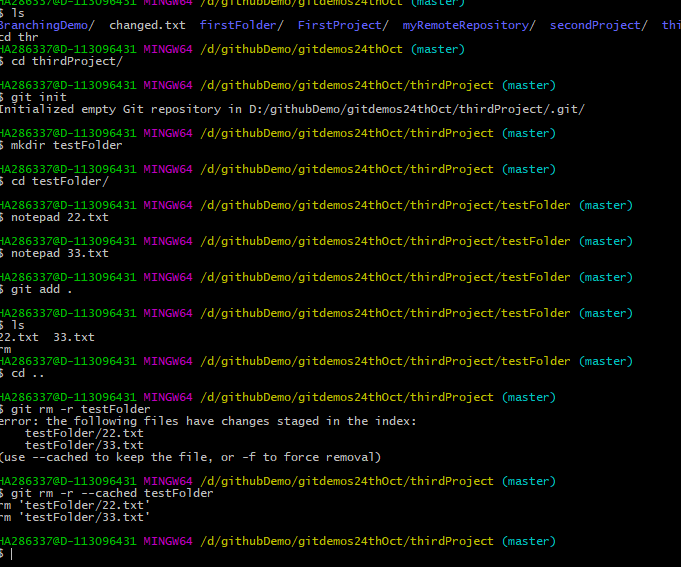 HA286337@D-113096431 MINGW64 /d/githubDemo/gitdemos24thOct (master)
$ ls
BranchingDemo/  changed.txt  firstFolder/  FirstProject/  myRemoteRepository/  secondProject/  thi
cd thr
HA286337@D-113096431 MINGW64 /d/githubDemo/gitdemos24thOct (master)
$ cd thirdProject/
HA286337@D-113096431 MINGW64 /d/githubDemo/gitdemos24thOct/thirdProject (master)
$ git init
Initialized empty Git repository in D:/githubDemo/gitdemos24thOct/thirdProject/.git/
HA286337@D-113096431 MINGW64 /d/githubDemo/gitdemos24thOct/thirdProject (master)
$ mkdir testFolder
HA286337@D-113096431 MINGW64 /d/githubDemo/gitdemos24thOct/thirdProject (master)
$ cd testFolder/
HA286337@D-113096431 MINGW64 /d/githubDemo/gitdemos24thOct/thirdProject/testFolder (master)
$ notepad 22.txt
HA286337@D-113096431 MINGW64 /d/githubDemo/gitdemos24thOct/thirdProject/testFolder (master)
$ notepad 33.txt
HA286337@D-113096431 MINGW64 /d/githubDemo/gitdemos24thOct/thirdProject/testFolder (master)
$ git add .
HA286337@D-113096431 MINGW64 /d/githubDemo/gitdemos24thOct/thirdProject/testFolder (master)
$ ls
22.txt  33.txt
rm
HA286337@D-113096431 MINGW64 /d/githubDemo/gitdemos24thOct/thirdProject/testFolder (master)
$ cd ..
HA286337@D-113096431 MINGW64 /d/githubDemo/gitdemos24thOct/thirdProject (master)
$ git rm -r testFolder
error: the following files have changes staged in the index:
    testFolder/22.txt
    testFolder/33.txt
(use --cached to keep the file, or -f to force removal)
HA286337@D-113096431 MINGW64 /d/githubDemo/gitdemos24thOct/thirdProject (master)
$ git rm -r --cached testFolder
rm 'testFolder/22.txt'
rm 'testFolder/33.txt'
HA286337@D-113096431 MINGW64 /d/githubDemo/gitdemos24thOct/thirdProject (master)
$